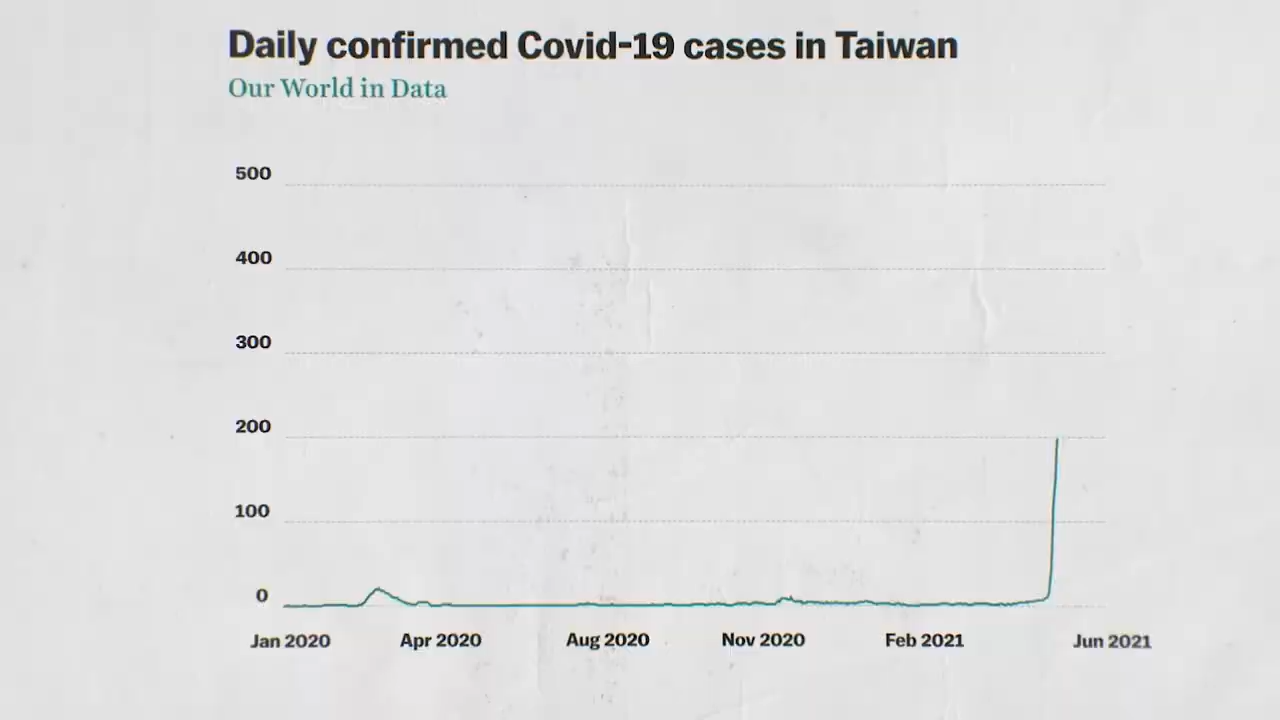 Daily confirmed Covid-19 cases in Taiwan
Our World in Data
500
400
300
200
100
0
Jan 2020 Apr 2020 Aug 2020 Nov 2020 Feb 2021 Jun 2021